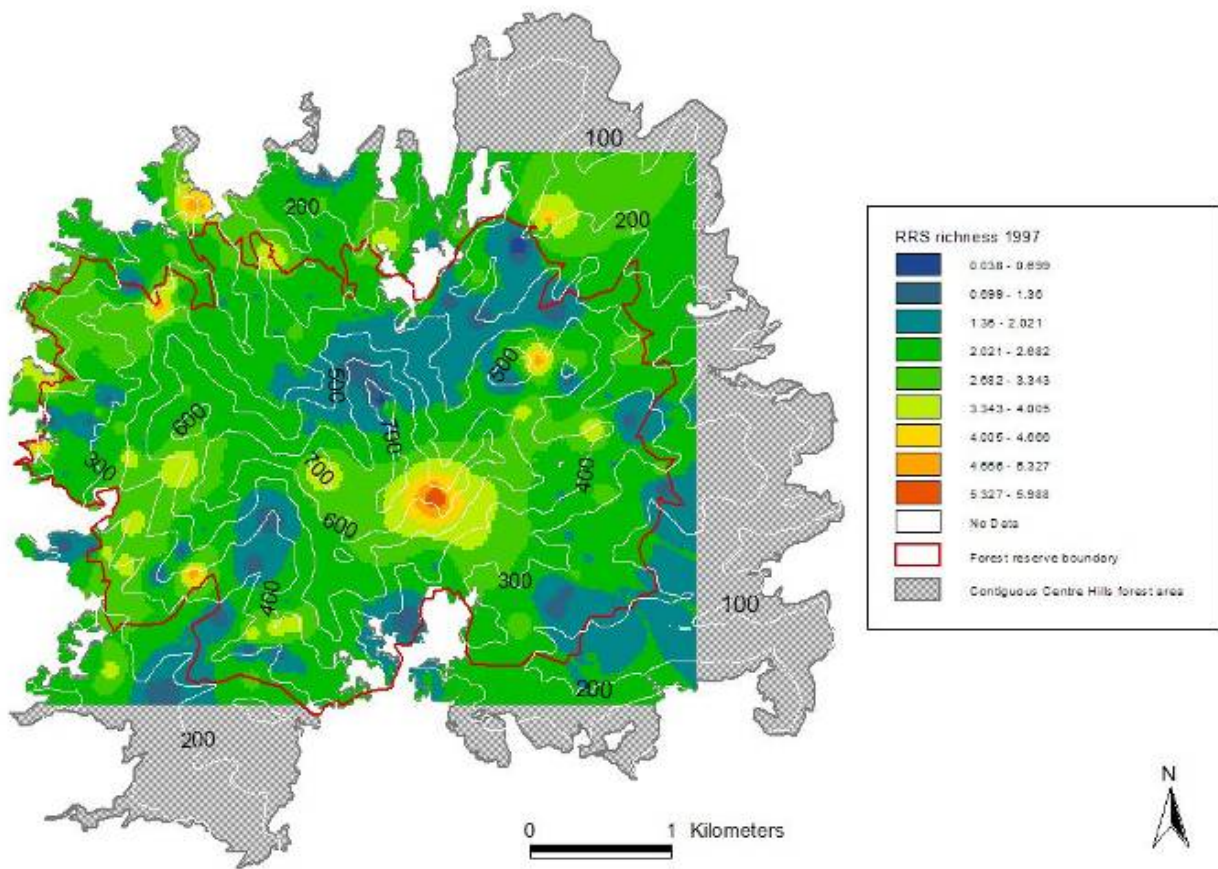 100
200
200
500
500
600
700
300
700
400
600
300
400
100
200
200
RRS richness 1997
0.038 - 0.699
0.699 - 1.36
1.36 - 2.021
2.021 - 2.682
2.682 - 3.343
3.343 - 4.005
4.005 - 4.666
4.666 - 5.327
5.327 - 5.988
No Data
Forest reserve boundary
Contiguous Centre Hills forest area
N
0 1 Kilometers